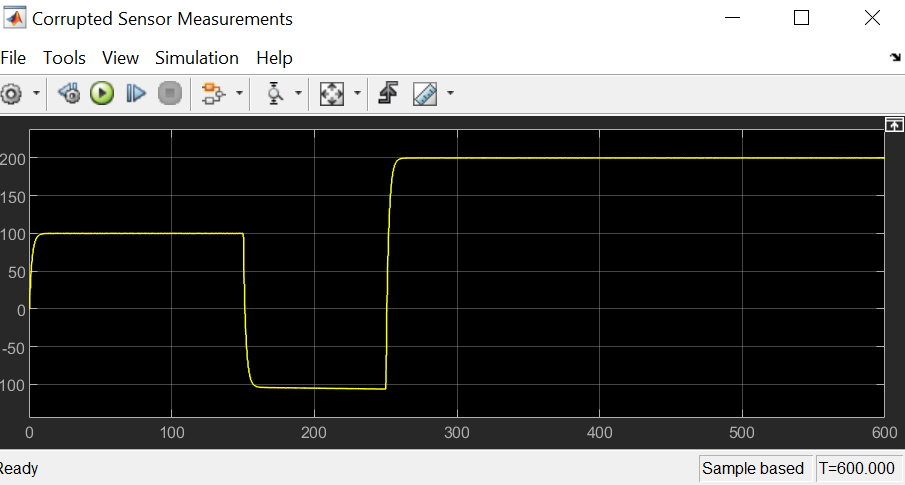 Corrupted Sensor Measurements
File Tools View Simulation Help
200
150
100
50
0
-50
100
0 100 200 300 400 500 600
Ready
Sample based T=600.000